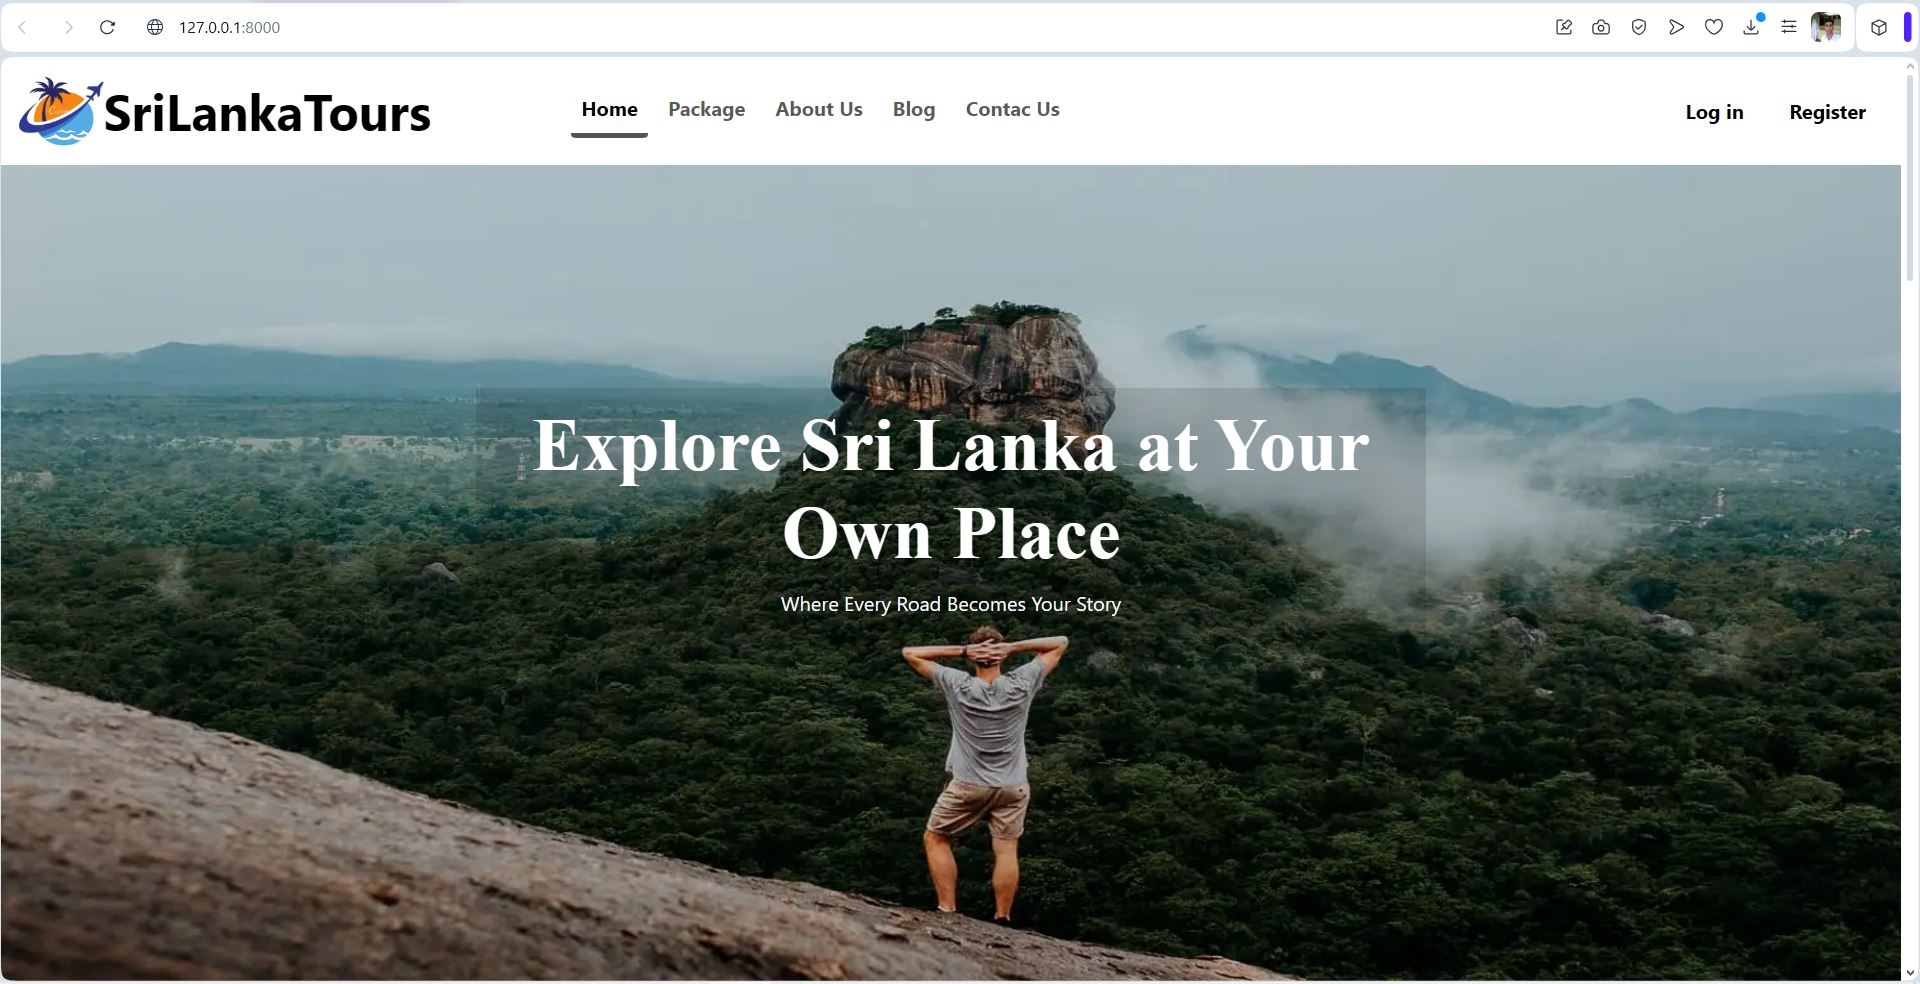 127.0.0.1:8000
SriLankaTours
Home
Package
About Us
Blog
Contac Us
Log in
Register
Explore Sri Lanka at Your
Own Place
Where Every Road Becomes Your Story